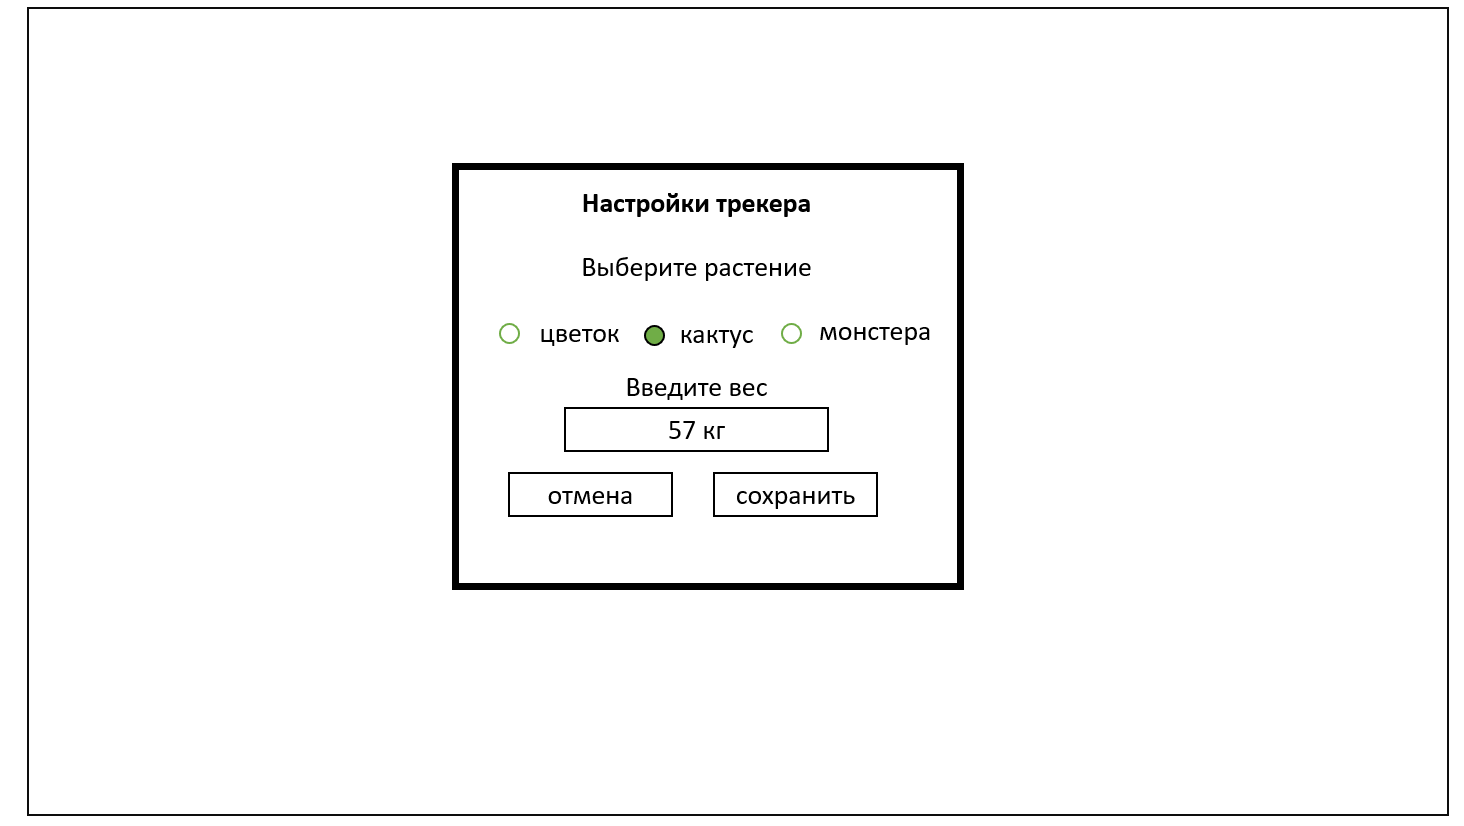 Настройки трекера
Выберите растение
цветок кактус монстера
Введите вес
57 кг
отмена сохранить